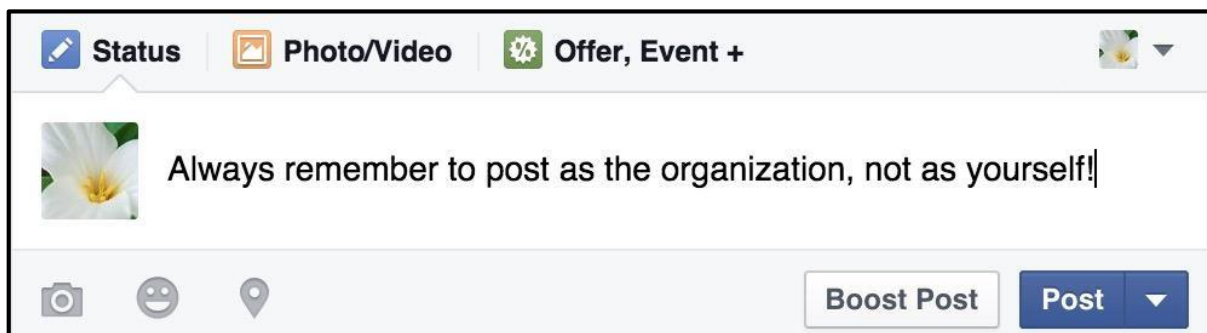 Status Photo/Video Offer, Event +
Always remember to post as the organization, not as yourself!
Boost Post Post